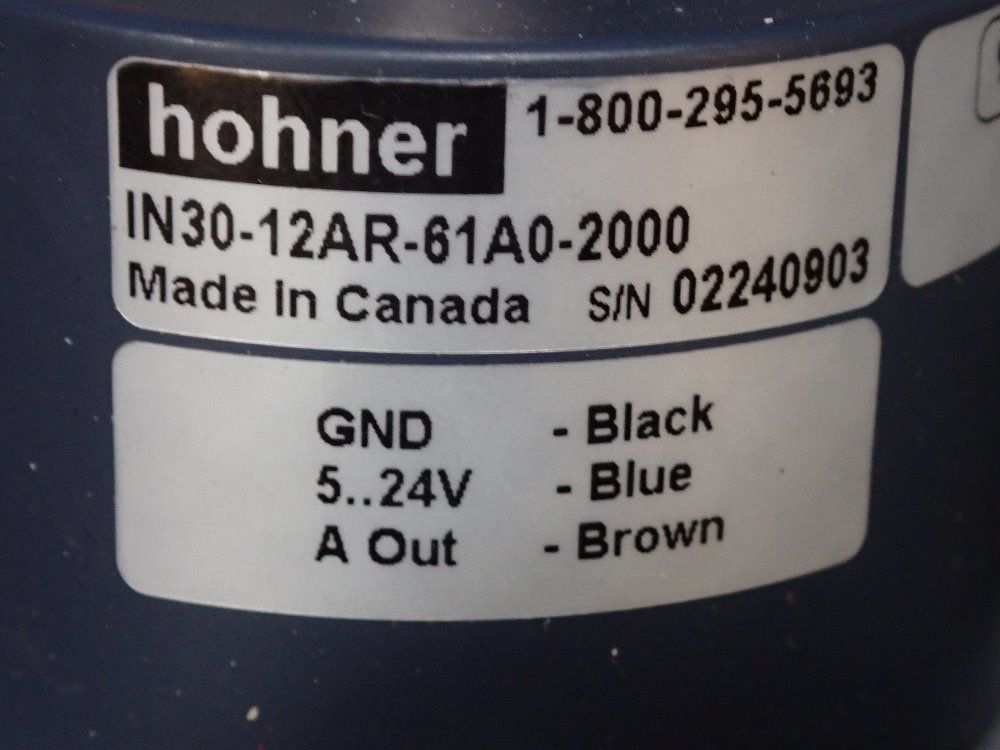 hohner 1-800-295-5693
IN30-12AR-61A0-2000
Made In Canada S/N 02240903
GND - Black
5..24V - Blue
A Out - Brown